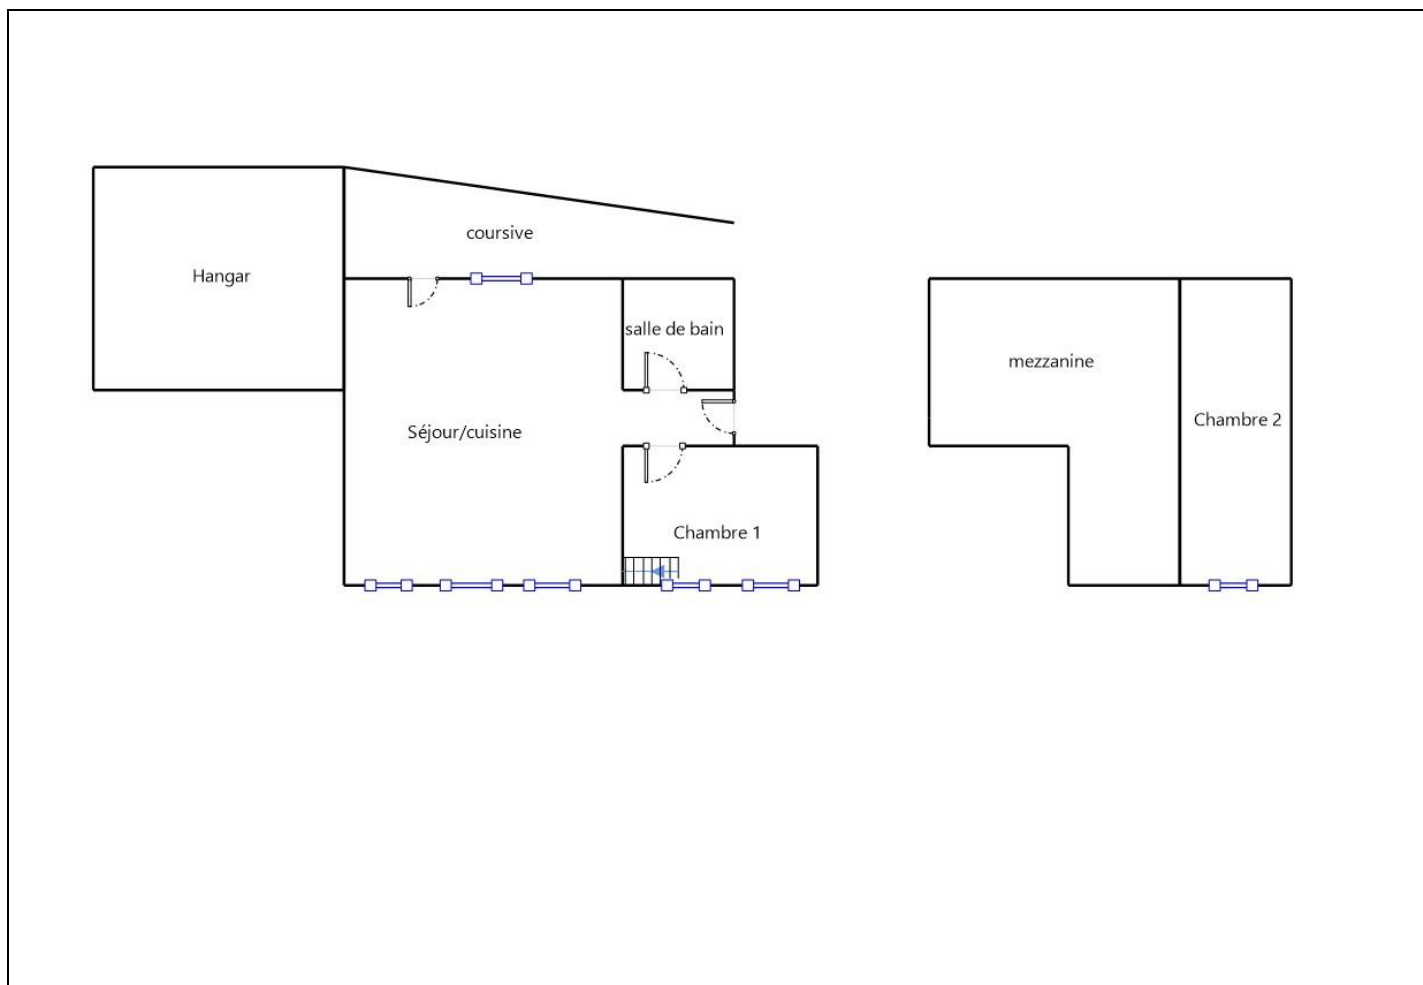 coursive
Hangar
salle de bain
mezzanine
Séjour/cuisine
Chambre 2
Chambre 1